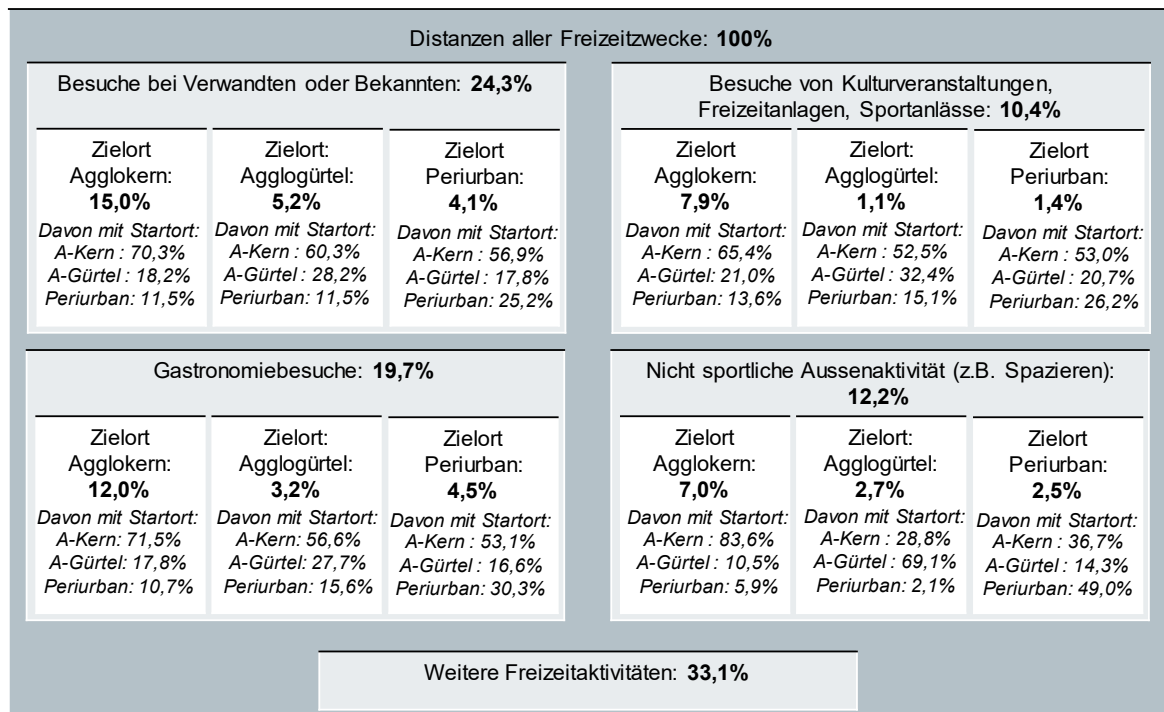 Distanzen aller Freizeitzwecke: 100%
Besuche bei Verwandten oder Bekannten: 24,3%
Zielort
Agglokern:
15,0%
Davon mit Startort:
A-Kern : 70,3%
A-Gürtel : 18,2%
Periurban: 11,5%
Zielort:
Agglogürtel:
5,2%
Davon mit Startort:
A-Kern : 60,3%
A-Gürtel : 28,2%
Periurban : 11,5%
Zielort
Periurban:
4,1%
Davon mit Startort:
A-Kern : 56,9%
A-Gürtel : 17,8%
Periurban: 25,2%
Besuche von Kulturveranstaltungen,
Freizeitanlagen, Sportanlässe: 10,4%
Zielort
Agglokern:
7,9%
Davon mit Startort:
A-Kern : 65,4%
A-Gürtel: 21,0%
Periurban: 13,6%
Zielort:
Agglogürtel:
1,1%
Davon mit Startort:
A-Kern : 52,5%
A-Gürtel : 32,4%
Periurban: 15,1%
Zielort
Periurban:
1,4%
Davon mit Startort:
A-Kern : 53,0%
A-Gürtel : 20,7%
Periurban: 26,2%
Gastronomiebesuche: 19,7%
Zielort
Agglokern:
12,0%
Davon mit Startort:
A-Kern: 71,5%
A-Gürtel: 17,8%
Periurban: 10,7%
Zielort:
Agglogürtel:
3,2%
Davon mit Startort:
A-Kern : 56,6%
A-Gürtel: 27,7%
Periurban : 15,6%
Zielort
Periurban:
4,5%
Davon mit Startort:
A-Kern : 53,1%
A-Gürtel : 16,6%
Periurban: 30,3%
Nicht sportliche Aussenaktivität (z.B. Spazieren):
12,2%
Zielort
Agglokern:
7,0%
Davon mit Startort:
A-Kern : 83,6%
A-Gürtel : 10,5%
Periurban: 5,9%
Zielort:
Agglogürtel:
2,7%
Davon mit Startort:
A-Kern : 28,8%
A-Gürtel : 69,1%
Periurban: 2,1%
Zielort
Periurban:
2,5%
Davon mit Startort:
A-Kern : 36,7%
A-Gürtel : 14,3%
Periurban: 49,0%
Weitere Freizeitaktivitäten: 33,1%